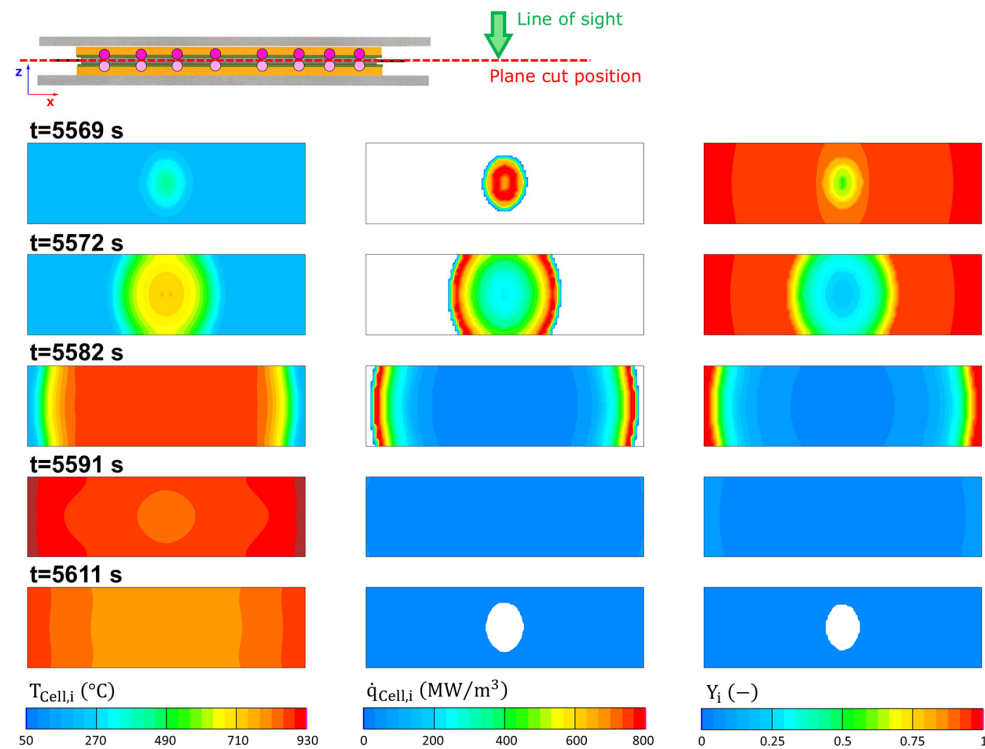 Line of sight
Plane cut position
z
x
t=5569 s
t=5572 s
t=5582 s
t=5591 s
t=5611 s
T_Cell,i (°C)
q̇_Cell,i (MW/m³)
Y_i (−)
50 270 490 710 930
0 200 400 600 800
0 0.25 0.5 0.75 1